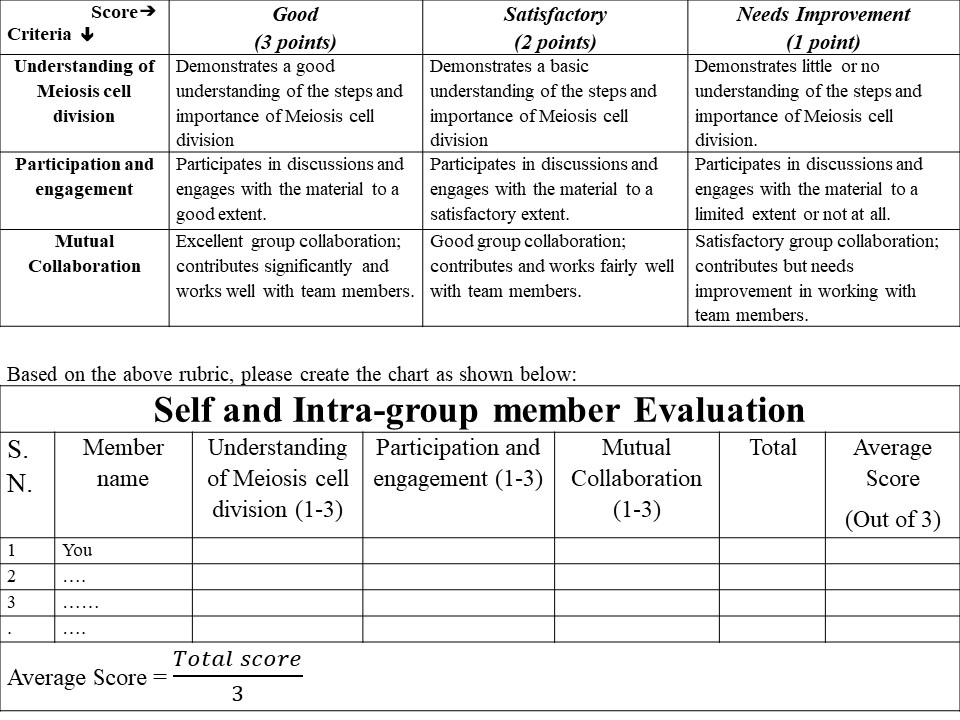 Score→
Criteria ↓
Good
(3 points)
Satisfactory
(2 points)
Needs Improvement
(1 point)
Understanding of
Meiosis cell
division
Demonstrates a good
understanding of the steps and
importance of Meiosis cell
division
Demonstrates a basic
understanding of the steps and
importance of Meiosis cell
division
Demonstrates little or no
understanding of the steps and
importance of Meiosis cell
division.
Participation and
engagement
Participates in discussions and
engages with the material to a
good extent.
Participates in discussions and
engages with the material to a
satisfactory extent.
Participates in discussions and
engages with the material to a
limited extent or not at all.
Mutual
Collaboration
Excellent group collaboration;
contributes significantly and
works well with team members.
Good group collaboration;
contributes and works fairly well
with team members.
Satisfactory group collaboration;
contributes but needs
improvement in working with
team members.
Based on the above rubric, please create the chart as shown below:
Self and Intra-group member Evaluation
S.
N.
Member
name
Understanding
of Meiosis cell
division (1-3)
Participation and
engagement (1-3)
Mutual
Collaboration
(1-3)
Total
Average
Score
(Out of 3)
1 You
2 ....
3 ......
. ....
Average Score = Total score / 3